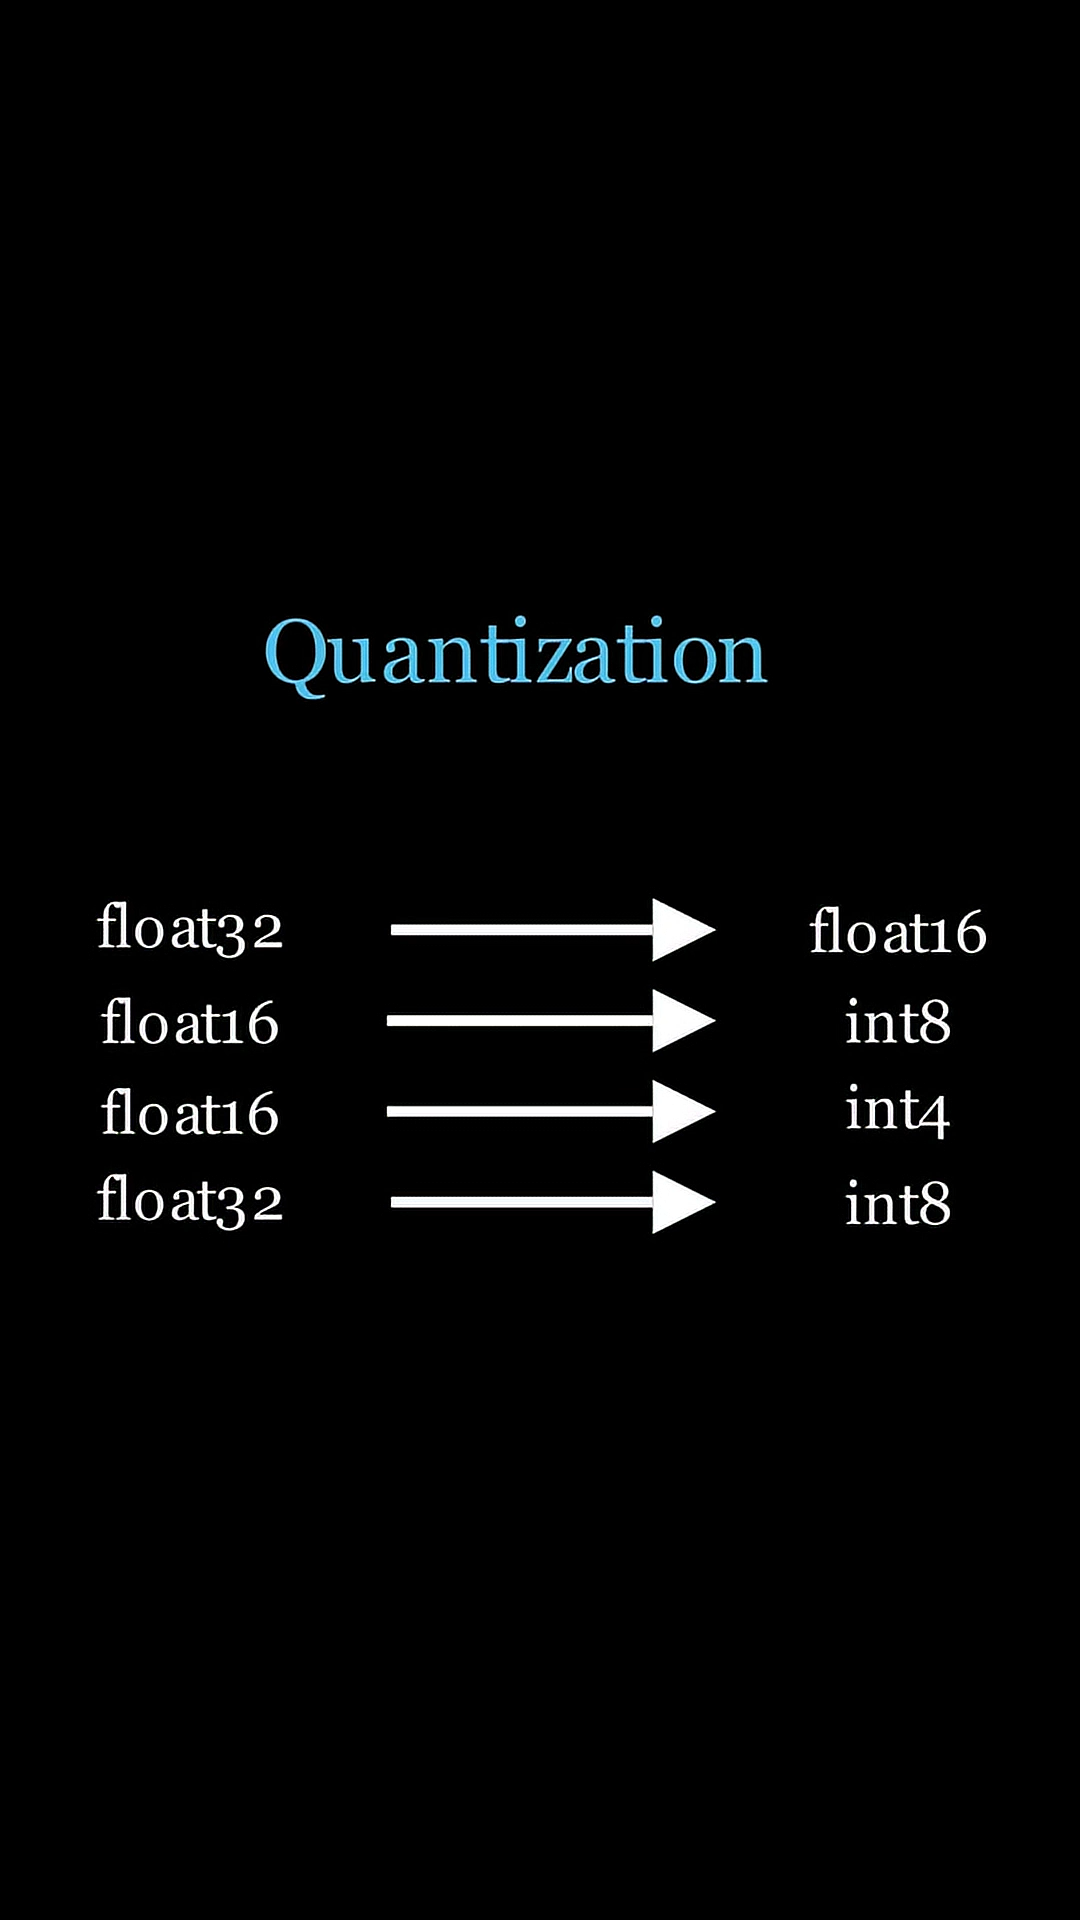 Quantization
float32 float16
float16 int8
float16 int4
float32 int8